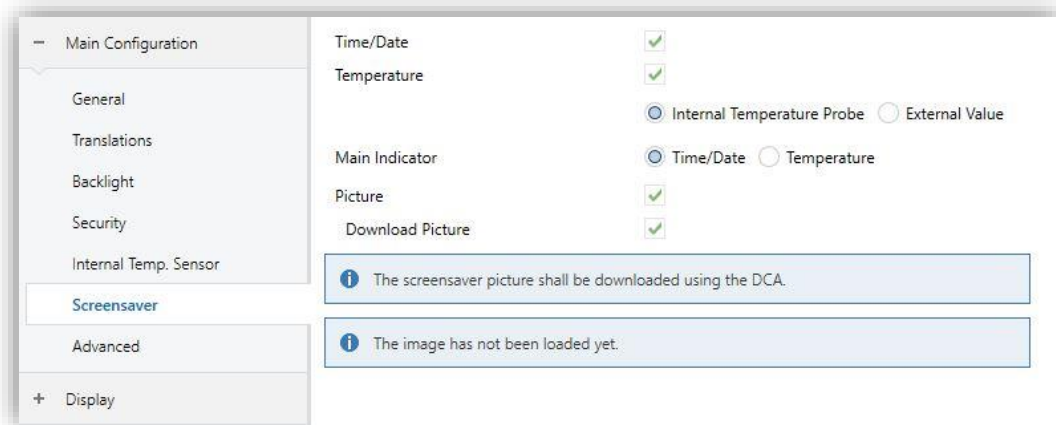 Main Configuration
General
Translations
Backlight
Security
Internal Temp. Sensor
Screensaver
Advanced
Display
Time/Date
Temperature
Internal Temperature Probe External Value
Main Indicator Time/Date Temperature
Picture
Download Picture
The screensaver picture shall be downloaded using the DCA.
The image has not been loaded yet.